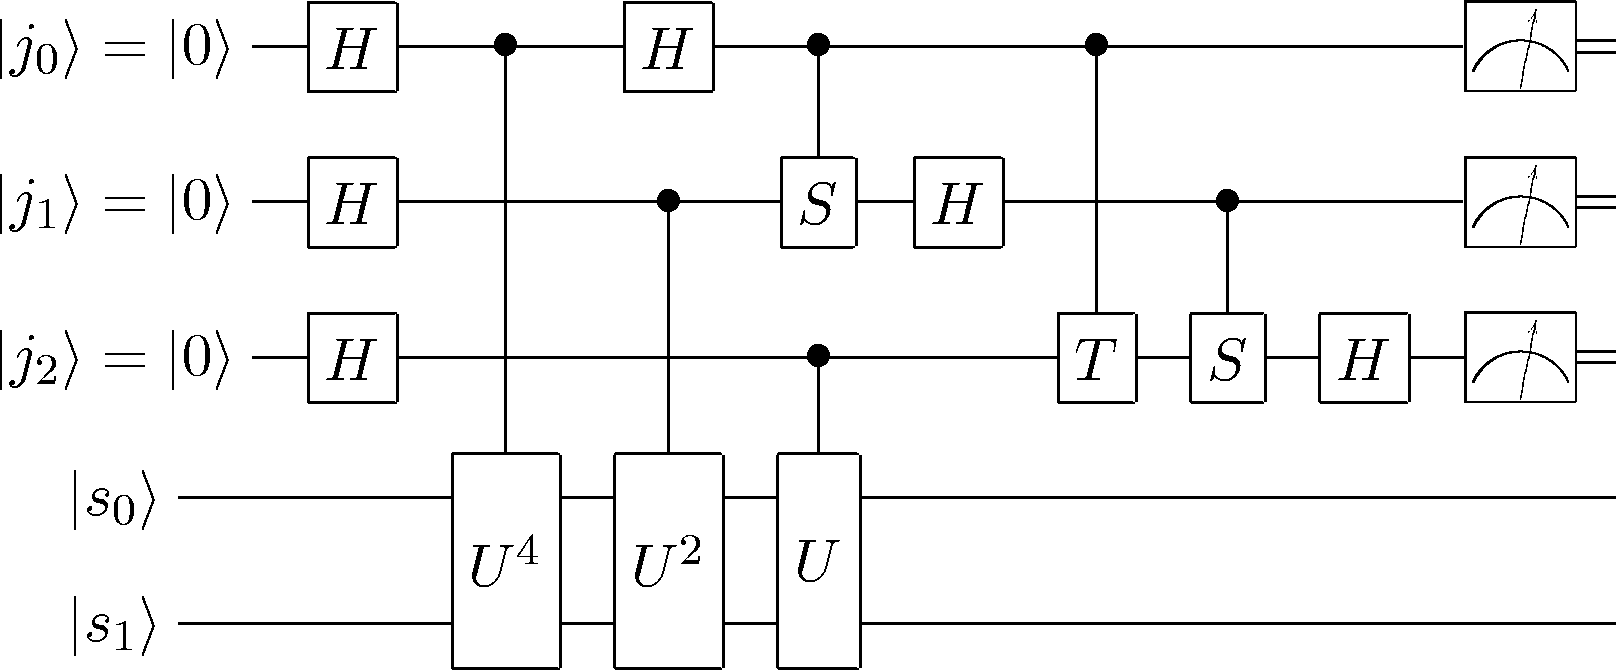 |j₀⟩ = |0⟩ H H
|j₁⟩ = |0⟩ H S H
|j₂⟩ = |0⟩ H T S H
|s₀⟩
U⁴ U² U
|s₁⟩